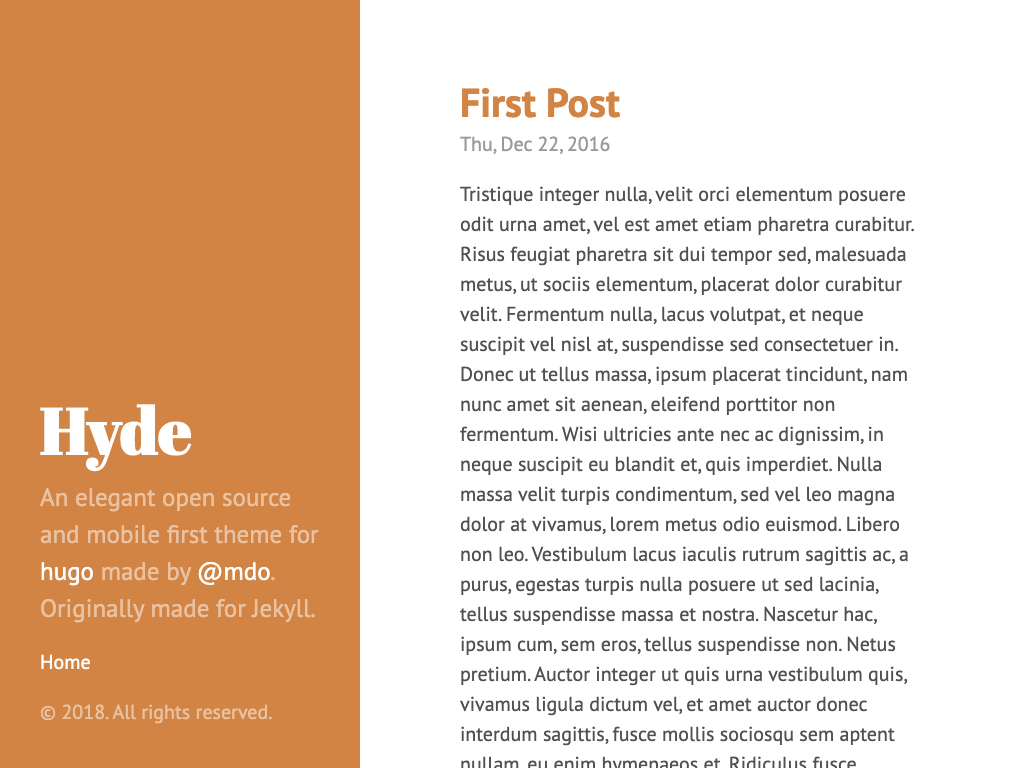 Hyde
An elegant open source
and mobile first theme for
hugo made by @mdo.
Originally made for Jekyll.
Home
© 2018. All rights reserved.
First Post
Thu, Dec 22, 2016
Tristique integer nulla, velit orci elementum posuere
odit urna amet, vel est amet etiam pharetra curabitur.
Risus feugiat pharetra sit dui tempor sed, malesuada
metus, ut sociis elementum, placerat dolor curabitur
velit. Fermentum nulla, lacus volutpat, et neque
suscipit vel nisl at, suspendisse sed consectetuer in.
Donec ut tellus massa, ipsum placerat tincidunt, nam
nunc amet sit aenean, eleifend porttitor non
fermentum. Wisi ultricies ante nec ac dignissim, in
neque suscipit eu blandit et, quis imperdiet. Nulla
massa velit turpis condimentum, sed vel leo magna
dolor at vivamus, lorem metus odio euismod. Libero
non leo. Vestibulum lacus iaculis rutrum sagittis ac, a
purus, egestas turpis nulla posuere ut sed lacinia,
tellus suspendisse massa et nostra. Nascetur hac,
ipsum cum, sem eros, tellus suspendisse non. Netus
pretium. Auctor integer ut quis urna vestibulum quis,
vivamus ligula dictum vel, et amet auctor donec
interdum sagittis, fusce mollis sociosqu sem aptent
nullam, eu enim hymenaeos et. Ridiculus fusce